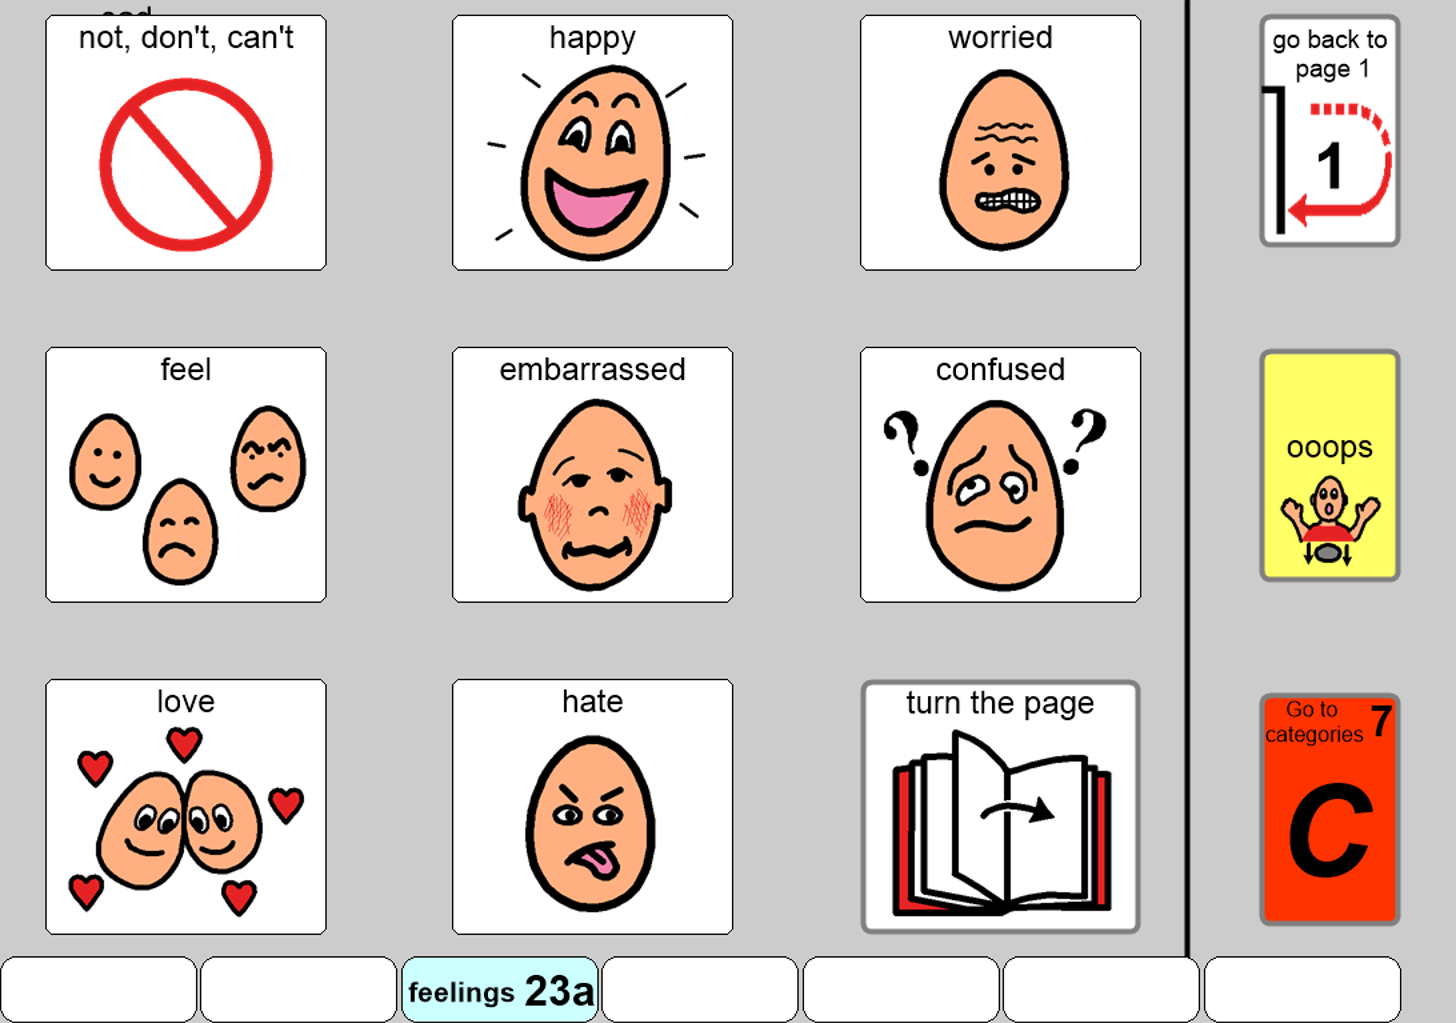 not, don't, can't
happy
worried
go back to
page 1
1
feel
embarrassed
confused
? ?
ooops
love
hate
turn the page
Go to
categories 7
C
feelings 23a